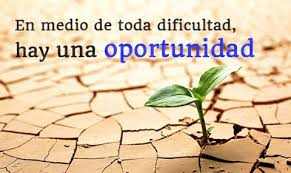 En medio de toda dificultad,
hay una oportunidad